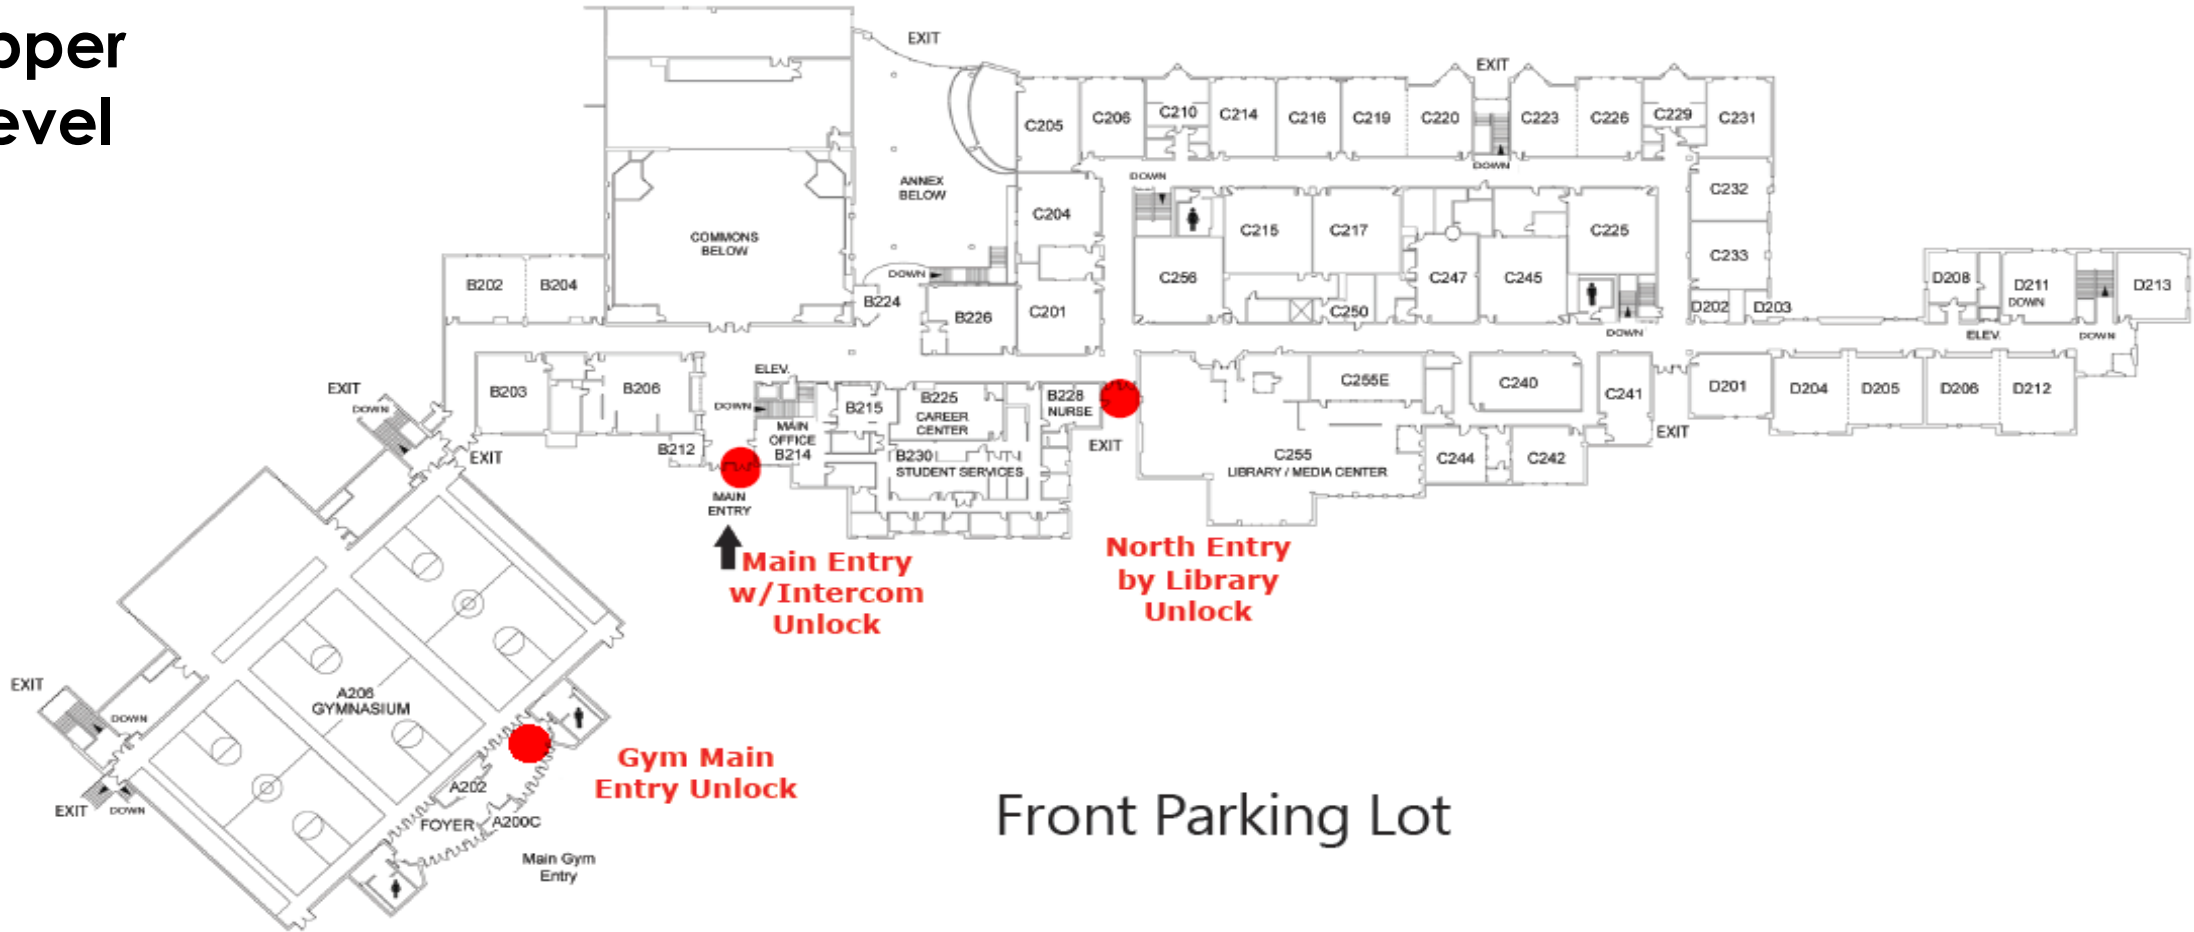 pper
evel
EXIT
EXIT
C205
C206
C210
C214
C216
C219
C220
C223
C226
C229
C231
DOWN
DOWN
ANNEX
BELOW
C232
C204
C215
C217
C225
COMMONS
BELOW
C233
DOWN
C256
C247
C245
B202
B204
B224
D208
D211
D213
DOWN
B226
C201
C250
D202
D203
DOWN
ELEV.
DOWN
ELEV.
EXIT
DOWN
B203
B206
DOWN
B215
B225
CAREER
CENTER
B228
NURSE
C255E
C240
C241
D201
D204
D205
D206
D212
MAIN
OFFICE
B214
B212
EXIT
EXIT
EXIT
B230
STUDENT SERVICES
C255
LIBRARY / MEDIA CENTER
C244
C242
MAIN
ENTRY
Main Entry
w/Intercom
Unlock
North Entry
by Library
Unlock
EXIT
DOWN
A206
GYMNASIUM
Gym Main
Entry Unlock
EXIT
DOWN
A202
FOYER
A200C
Main Gym
Entry
Front Parking Lot